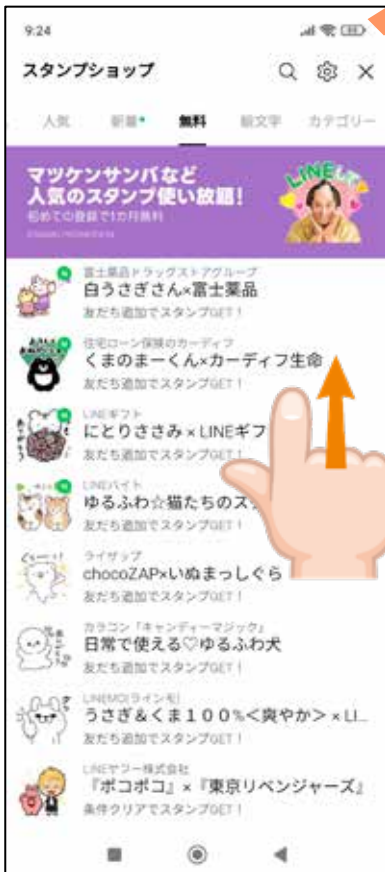 9:24
スタンプショップ
人気 新着 無料 絵文字 カテゴリー
マツケンサンバなど
人気のスタンプ使い放題！
初めての登録で1カ月無料
富士薬品ドラッグストアグループ
白うさぎさん×富士薬品
友だち追加でスタンプGET！
住宅ローン保険のカーディフ
くまのまーくん×カーディフ生命
友だち追加でスタンプGET！
LINEギフト
にとりささみ×LINEギフ
友だち追加でスタンプGET！
LINEバイト
ゆるふわ☆猫たちのス
友だち追加でスタンプGET！
ライザップ
chocoZAP×いぬまっしぐら
友だち追加でスタンプGET！
カラコン「キャンディーマジック」
日常で使える♡ゆるふわ犬
友だち追加でスタンプGET！
LINEMO(ラインモ)
うさぎ＆くま１００％＜爽やか＞×LI...
友だち追加でスタンプGET！
LINEヤフー株式会社
『ポコポコ』×『東京リベンジャーズ』
条件クリアでスタンプGET！